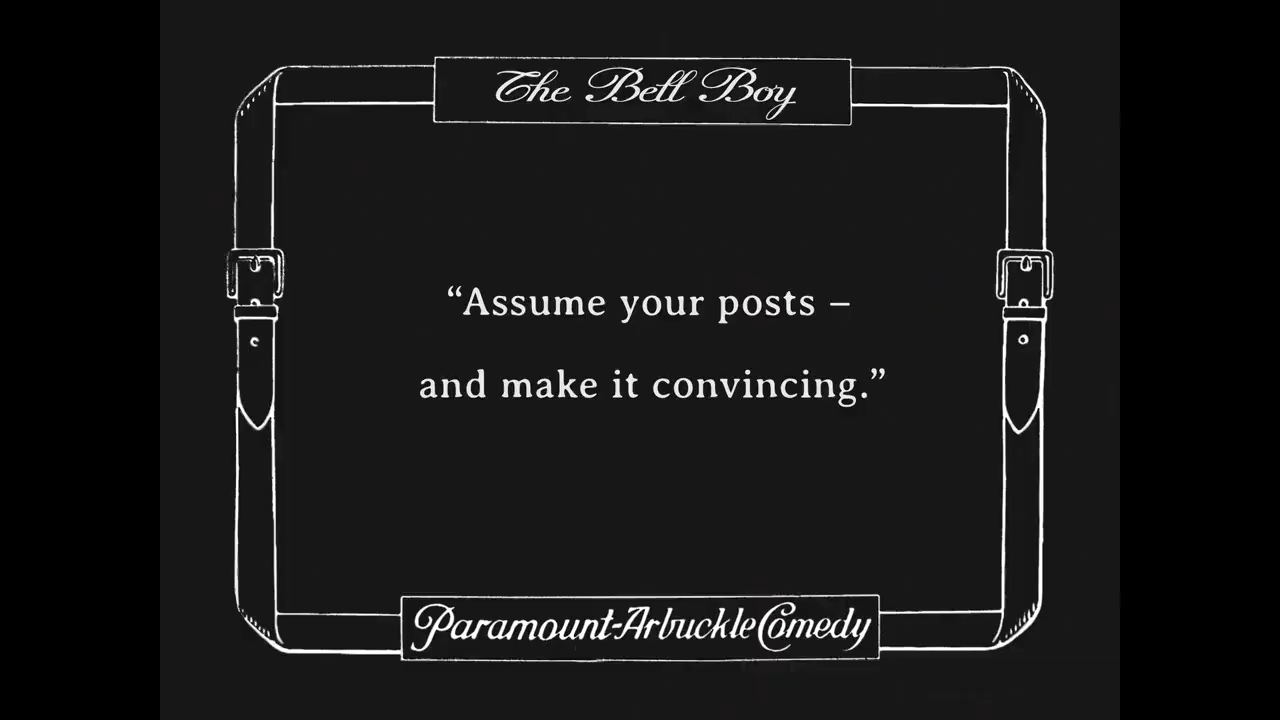 The Bell Boy
“Assume your posts –
and make it convincing.”
Paramount-Arbuckle Comedy